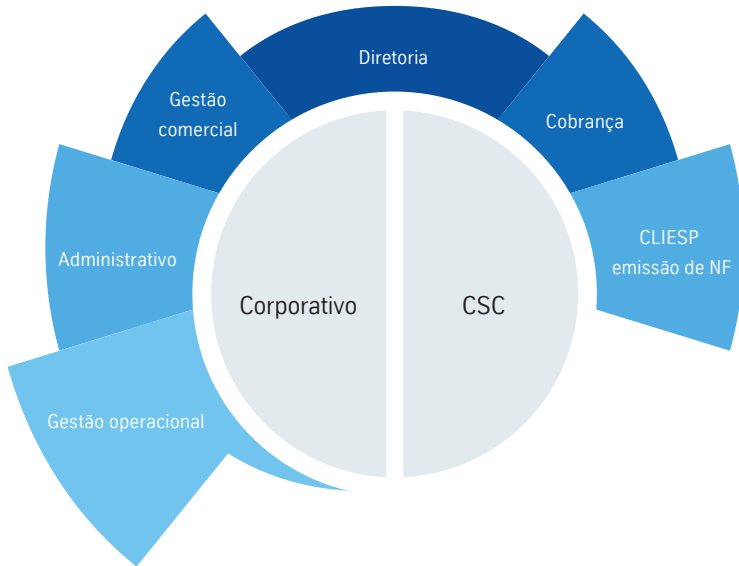 Diretoria
Gestão
comercial
Cobrança
Administrativo
CLIESP
emissão de NF
Corporativo
CSC
Gestão operacional